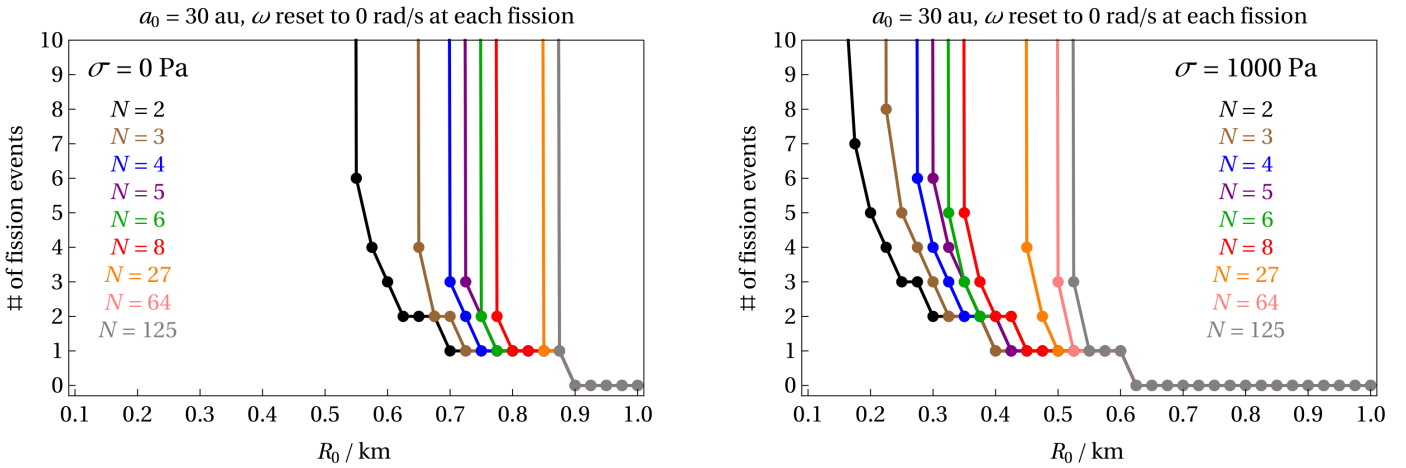 a₀ = 30 au, ω reset to 0 rad/s at each fission
# of fission events
10
9
8
7
6
5
4
3
2
1
0
σ = 0 Pa
N = 2
N = 3
N = 4
N = 5
N = 6
N = 8
N = 27
N = 64
N = 125
0.1 0.2 0.3 0.4 0.5 0.6 0.7 0.8 0.9 1.0
R₀ / km
a₀ = 30 au, ω reset to 0 rad/s at each fission
# of fission events
10
9
8
7
6
5
4
3
2
1
0
σ = 1000 Pa
N = 2
N = 3
N = 4
N = 5
N = 6
N = 8
N = 27
N = 64
N = 125
0.1 0.2 0.3 0.4 0.5 0.6 0.7 0.8 0.9 1.0
R₀ / km